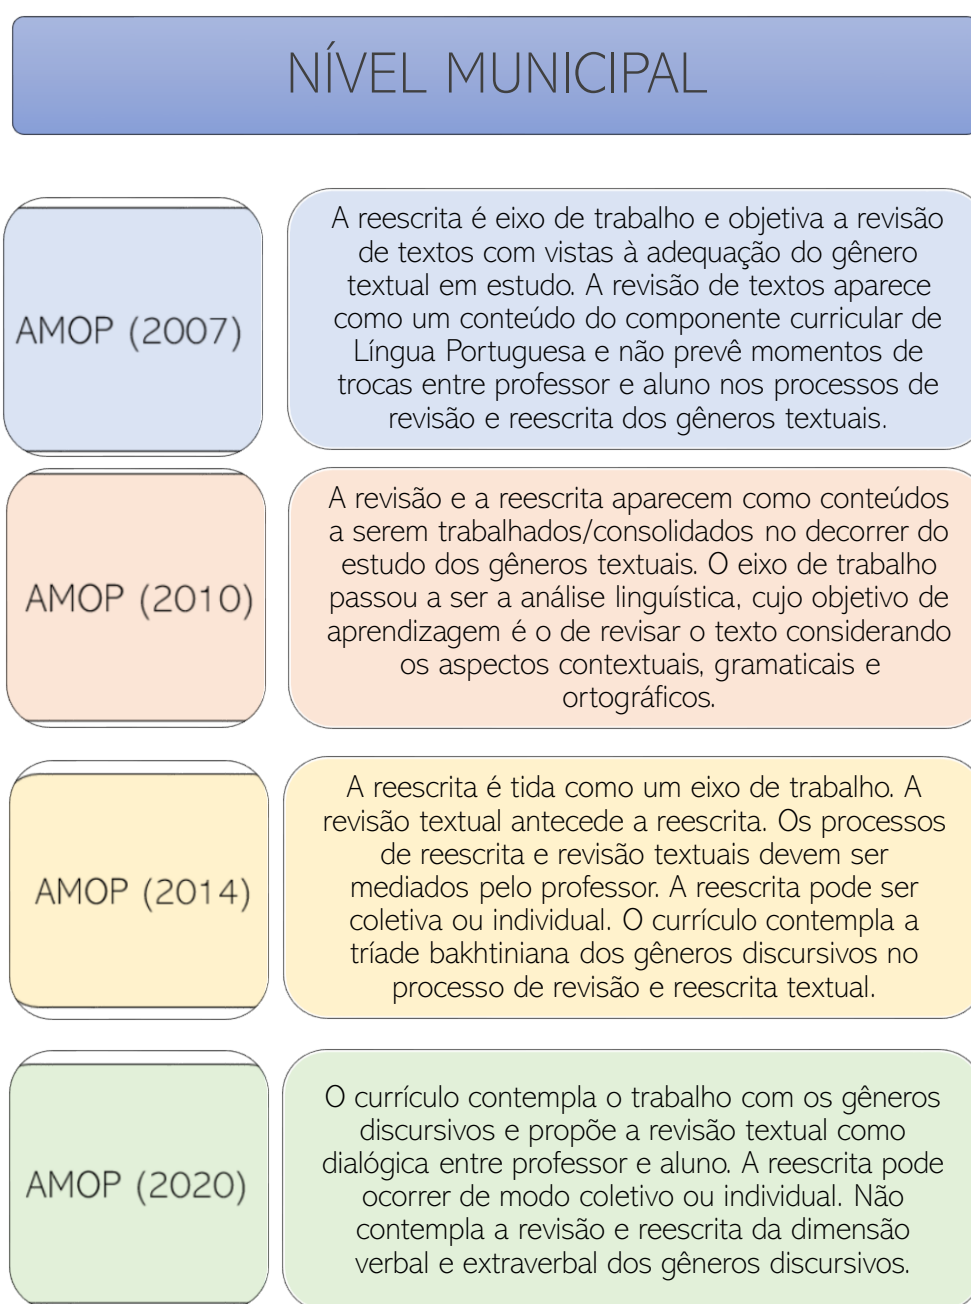 NÍVEL MUNICIPAL
AMOP (2007)
A reescrita é eixo de trabalho e objetiva a revisão
de textos com vistas à adequação do gênero
textual em estudo. A revisão de textos aparece
como um conteúdo do componente curricular de
Língua Portuguesa e não prevê momentos de
trocas entre professor e aluno nos processos de
revisão e reescrita dos gêneros textuais.
AMOP (2010)
A revisão e a reescrita aparecem como conteúdos
a serem trabalhados/consolidados no decorrer do
estudo dos gêneros textuais. O eixo de trabalho
passou a ser a análise linguística, cujo objetivo de
aprendizagem é o de revisar o texto considerando
os aspectos contextuais, gramaticais e
ortográficos.
AMOP (2014)
A reescrita é tida como um eixo de trabalho. A
revisão textual antecede a reescrita. Os processos
de reescrita e revisão textuais devem ser
mediados pelo professor. A reescrita pode ser
coletiva ou individual. O currículo contempla a
tríade bakhtiniana dos gêneros discursivos no
processo de revisão e reescrita textual.
AMOP (2020)
O currículo contempla o trabalho com os gêneros
discursivos e propõe a revisão textual como
dialógica entre professor e aluno. A reescrita pode
ocorrer de modo coletivo ou individual. Não
contempla a revisão e reescrita da dimensão
verbal e extraverbal dos gêneros discursivos.